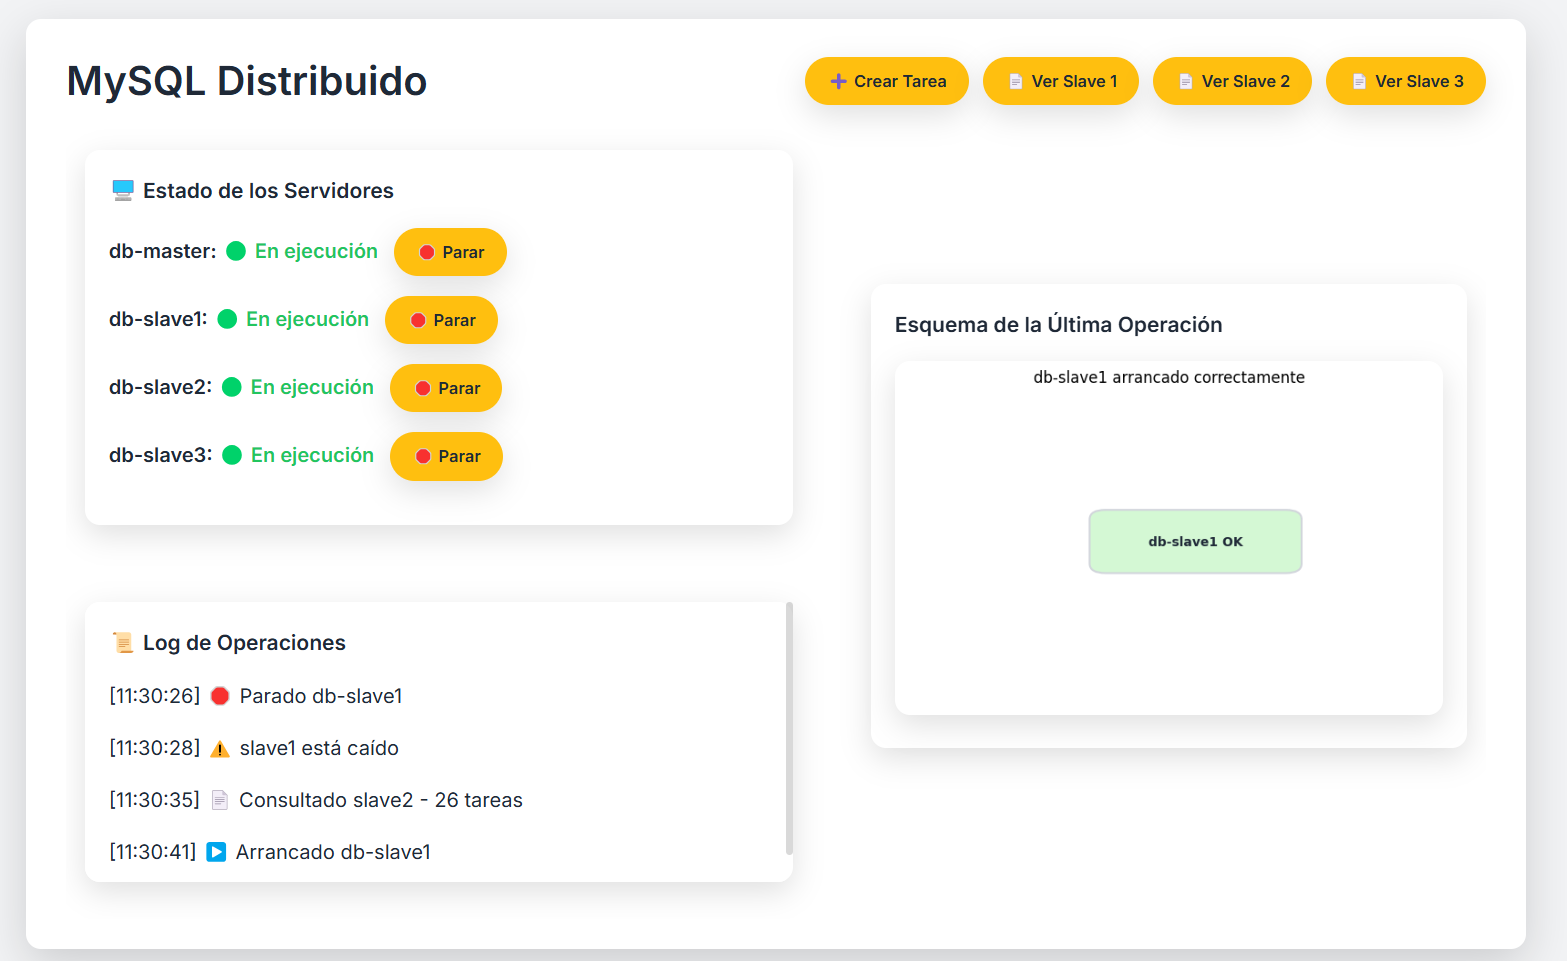 MySQL Distribuido
Crear Tarea
Ver Slave 1
Ver Slave 2
Ver Slave 3
Estado de los Servidores
db-master: En ejecución Parar
db-slave1: En ejecución Parar
db-slave2: En ejecución Parar
db-slave3: En ejecución Parar
Log de Operaciones
[11:30:26] Parado db-slave1
[11:30:28] slave1 está caído
[11:30:35] Consultado slave2 - 26 tareas
[11:30:41] Arrancado db-slave1
Esquema de la Última Operación
db-slave1 arrancado correctamente
db-slave1 OK